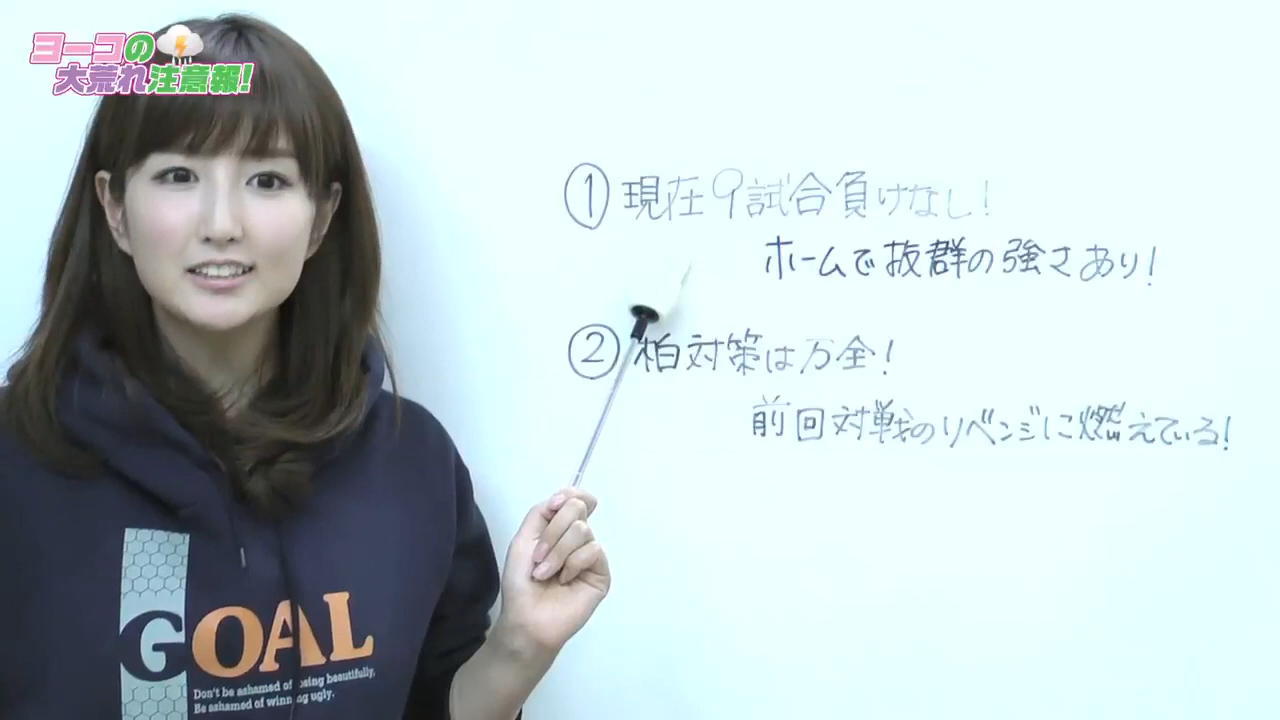 ヨーコの
大荒れ注意報!
①現在9試合負けなし!
ホームで抜群の強さあり!
②柏対策は万全!
前回対戦のリベンジに燃えている!
GOAL
Don't be ashamed of losing beautifully,
Be ashamed of winning ugly.